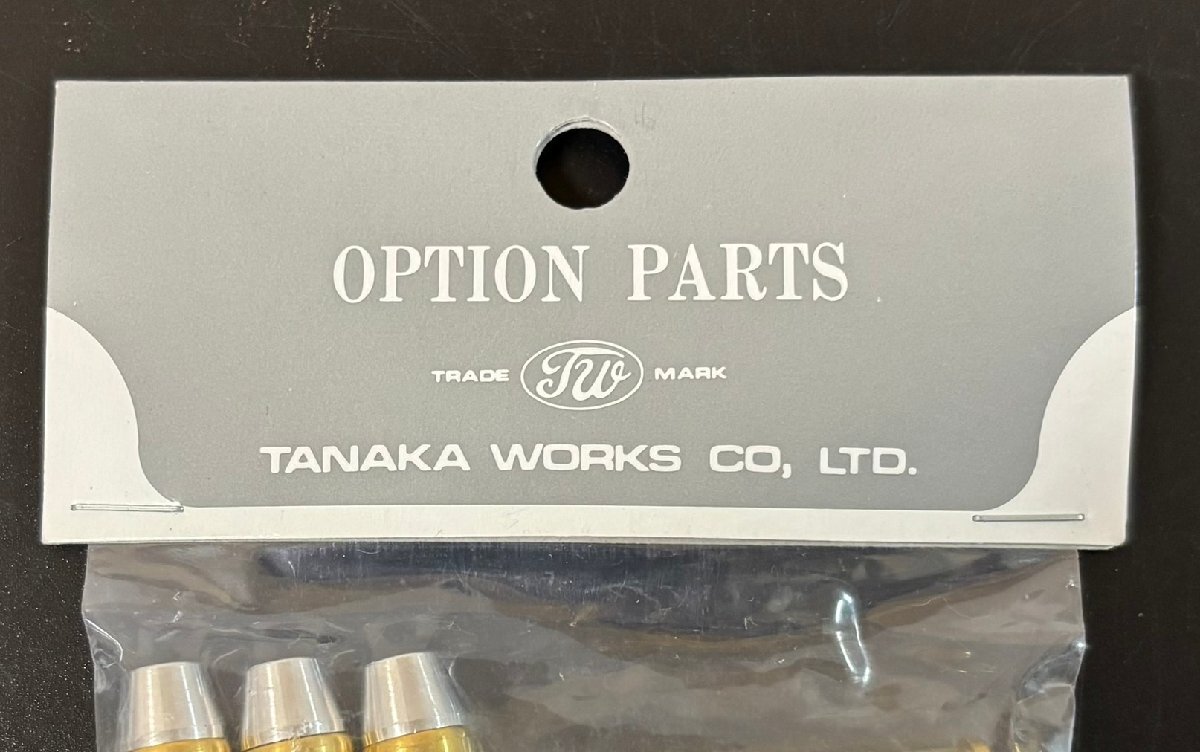 OPTION PARTS
TRADE TW MARK
TANAKA WORKS CO, LTD.